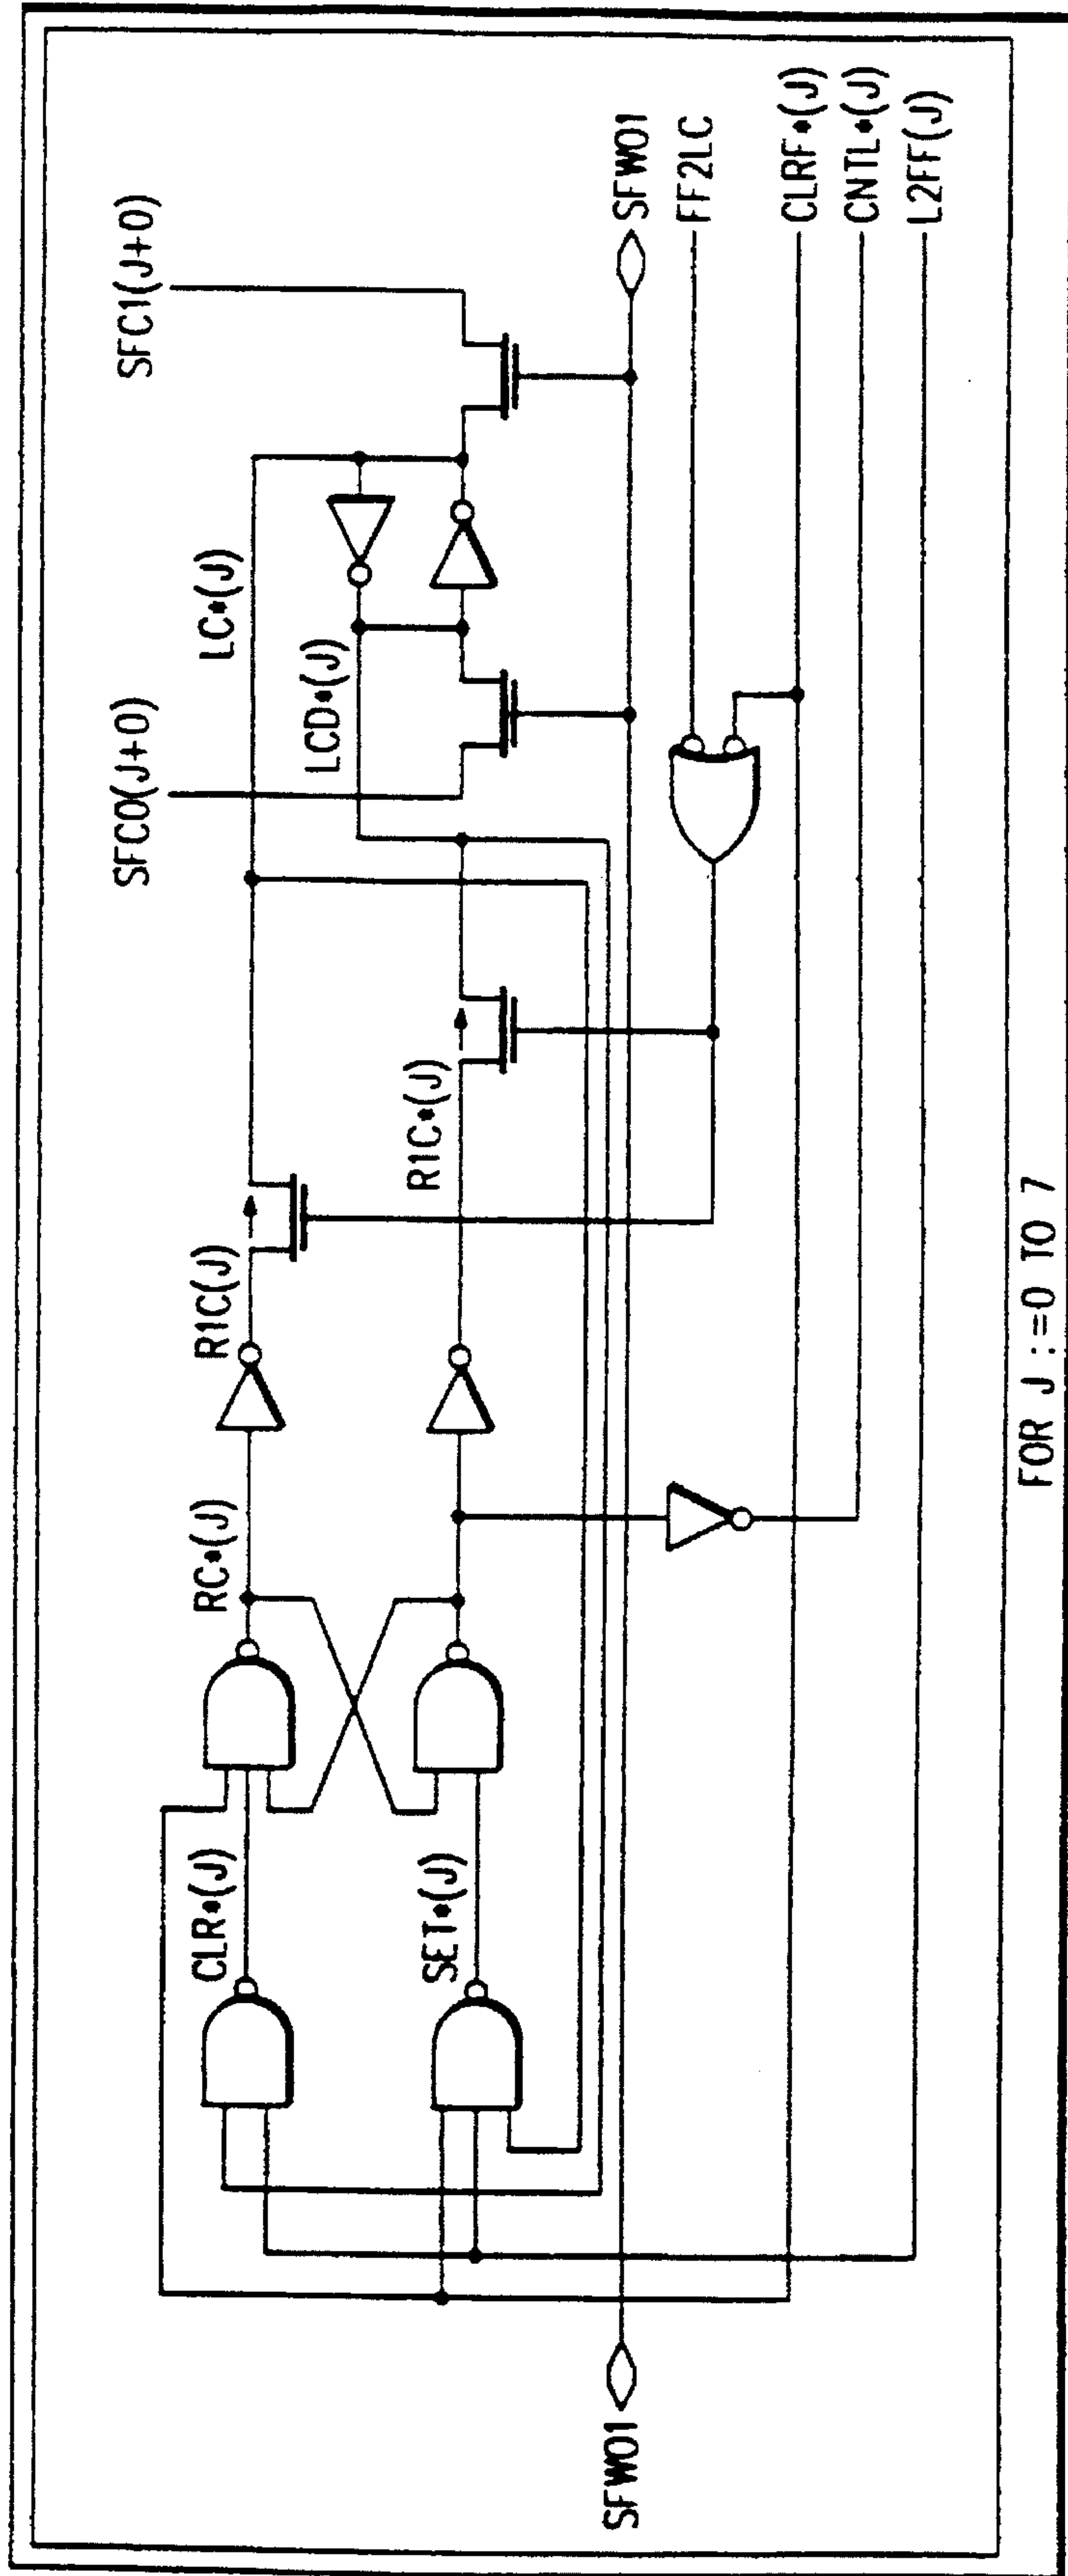 SFC0(J+0)
SFC1(J+0)
CLR*(J)
RC*(J)
R1C(J)
LC*(J)
LCD*(J)
SET*(J)
R1C*(J)
SFW01
SFW01
FF2LC
CLRF*(J)
CNTL*(J)
L2FF(J)
FOR J :=0 TO 7